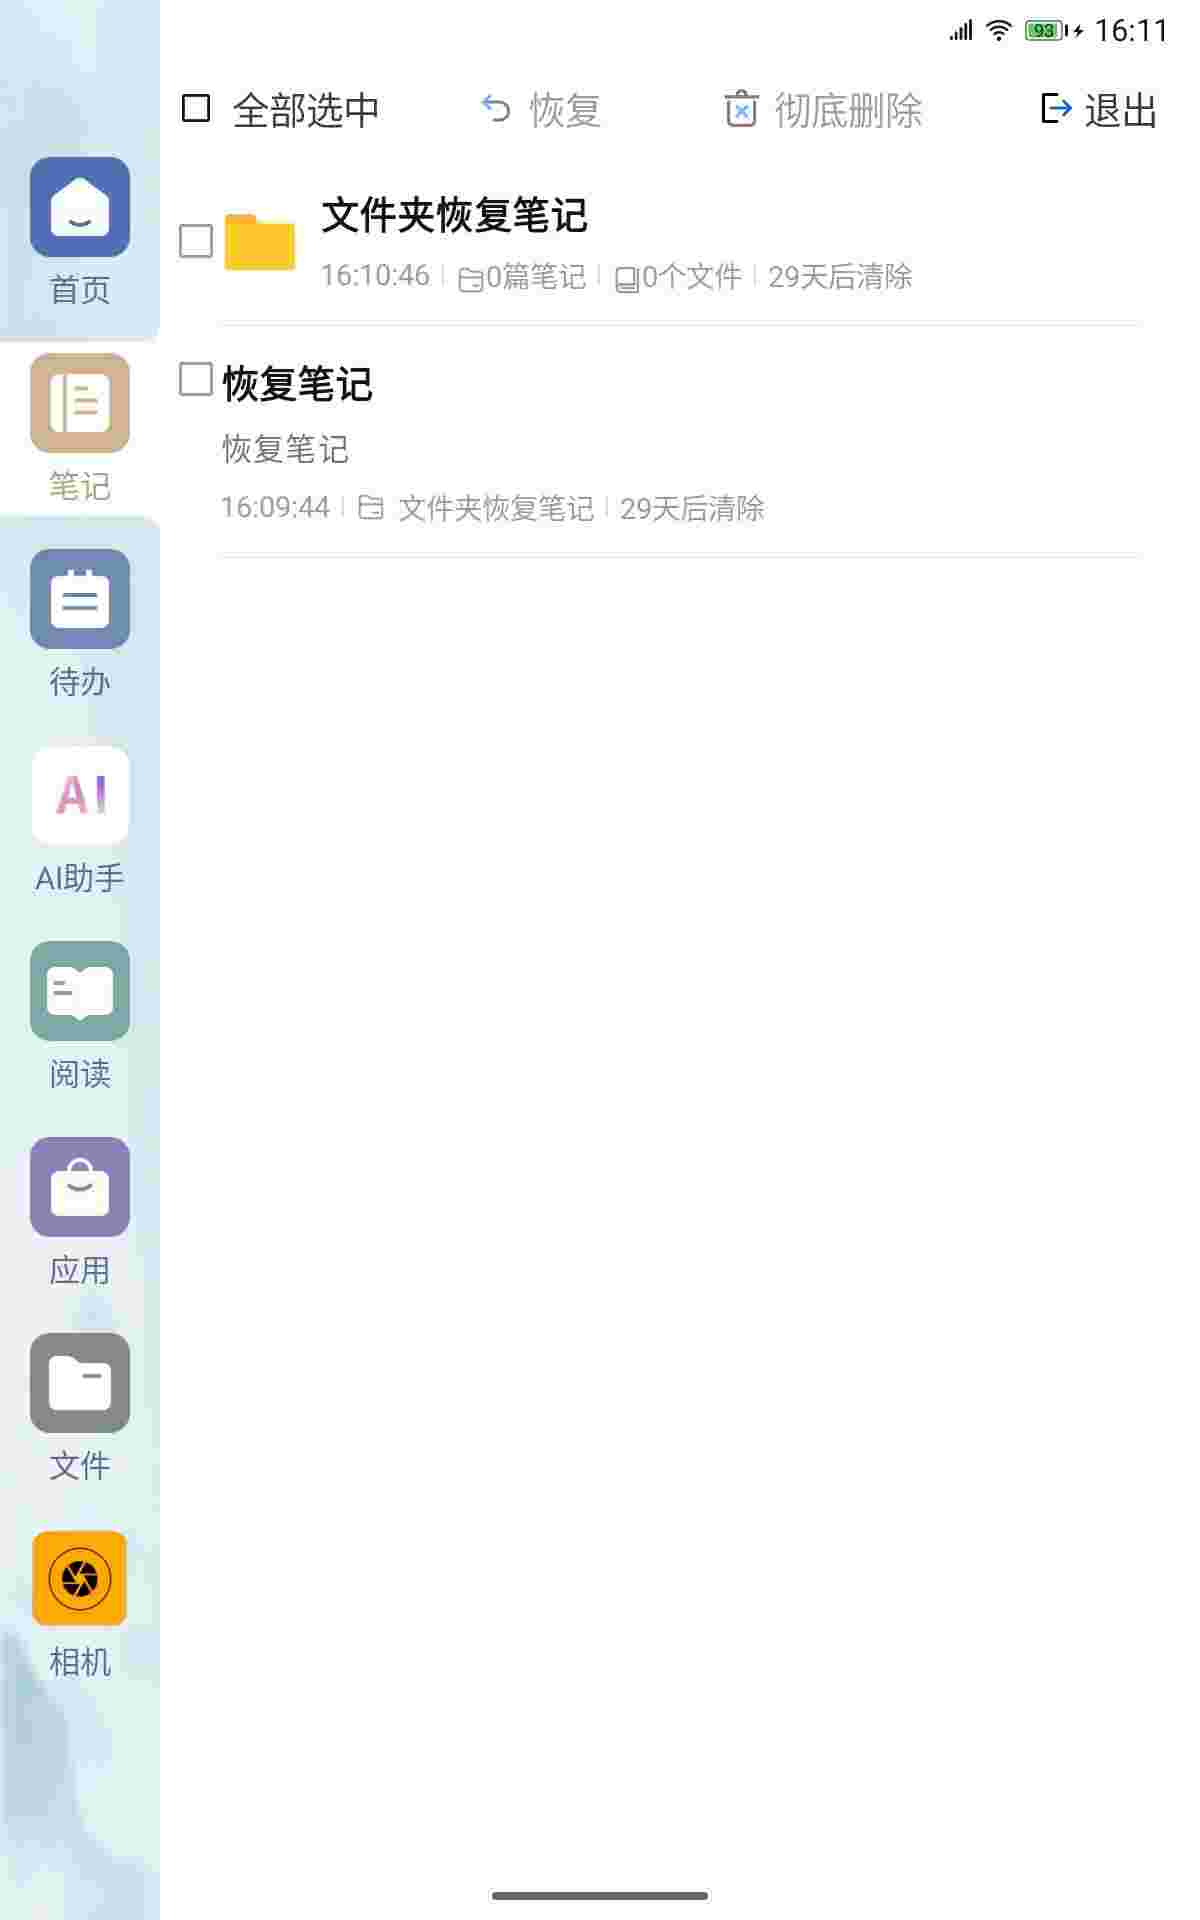 93 16:11
全部选中 恢复 彻底删除 退出
文件夹恢复笔记
16:10:46 0篇笔记 0个文件 29天后清除
恢复笔记
恢复笔记
16:09:44 文件夹恢复笔记 29天后清除
首页
笔记
待办
AI
AI助手
阅读
应用
文件
相机